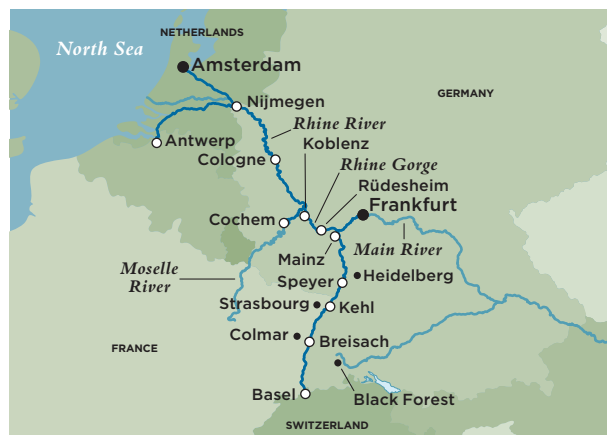 NETHERLANDS
North Sea
Amsterdam
GERMANY
Nijmegen
Rhine River
Antwerp
Koblenz
Cologne
Rhine Gorge
Rüdesheim
Frankfurt
Cochem
Main River
Mainz
Moselle
River
Heidelberg
Speyer
Strasbourg
Kehl
Colmar
Breisach
FRANCE
Basel
Black Forest
SWITZERLAND